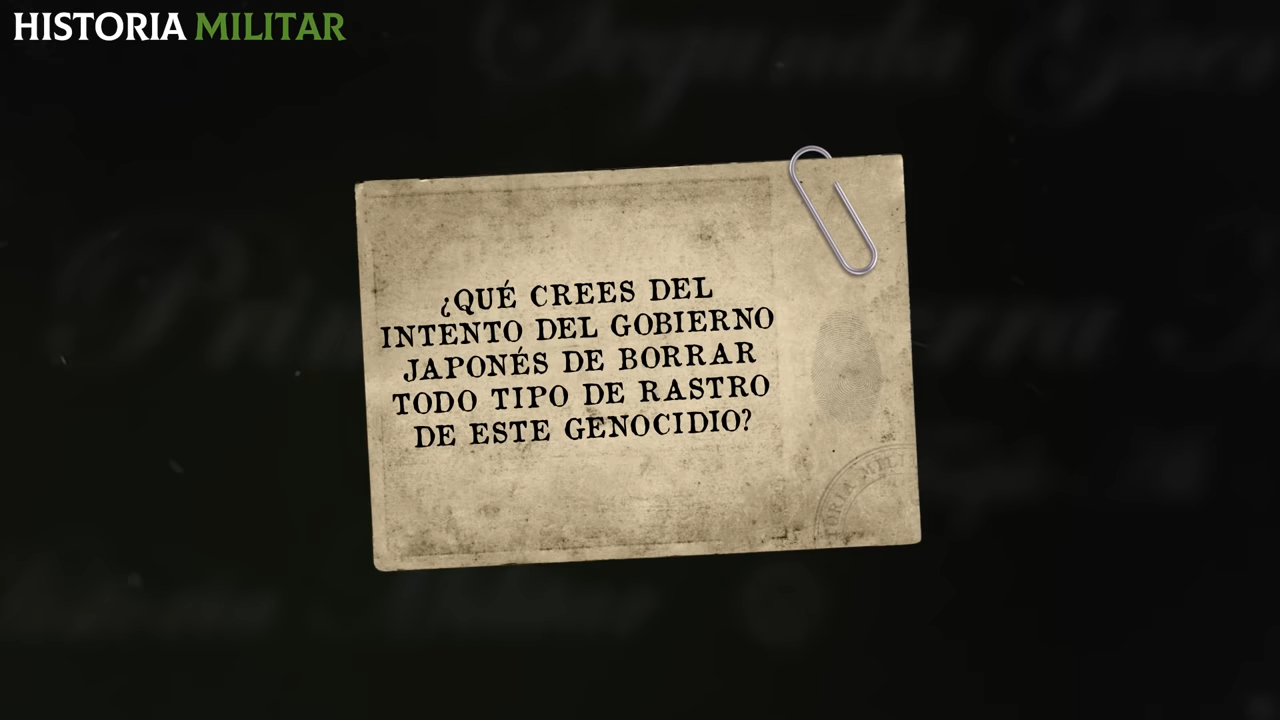 HISTORIA MILITAR
¿QUÉ CREES DEL
INTENTO DEL GOBIERNO
JAPONÉS DE BORRAR
TODO TIPO DE RASTRO
DE ESTE GENOCIDIO?